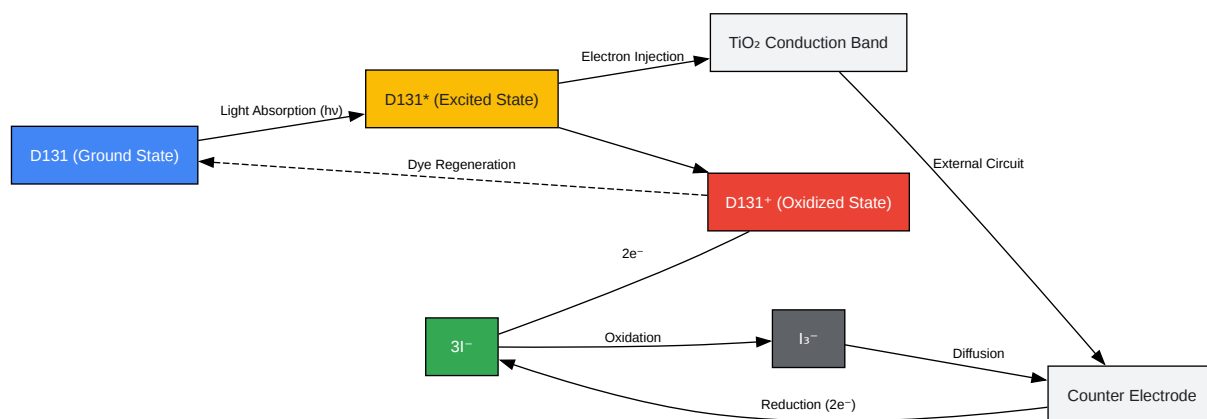 TiO₂ Conduction Band
Electron Injection
D131* (Excited State)
Light Absorption (hν)
D131 (Ground State)
Dye Regeneration
External Circuit
D131⁺ (Oxidized State)
2e⁻
3I⁻
Oxidation
I₃⁻
Diffusion
Counter Electrode
Reduction (2e⁻)